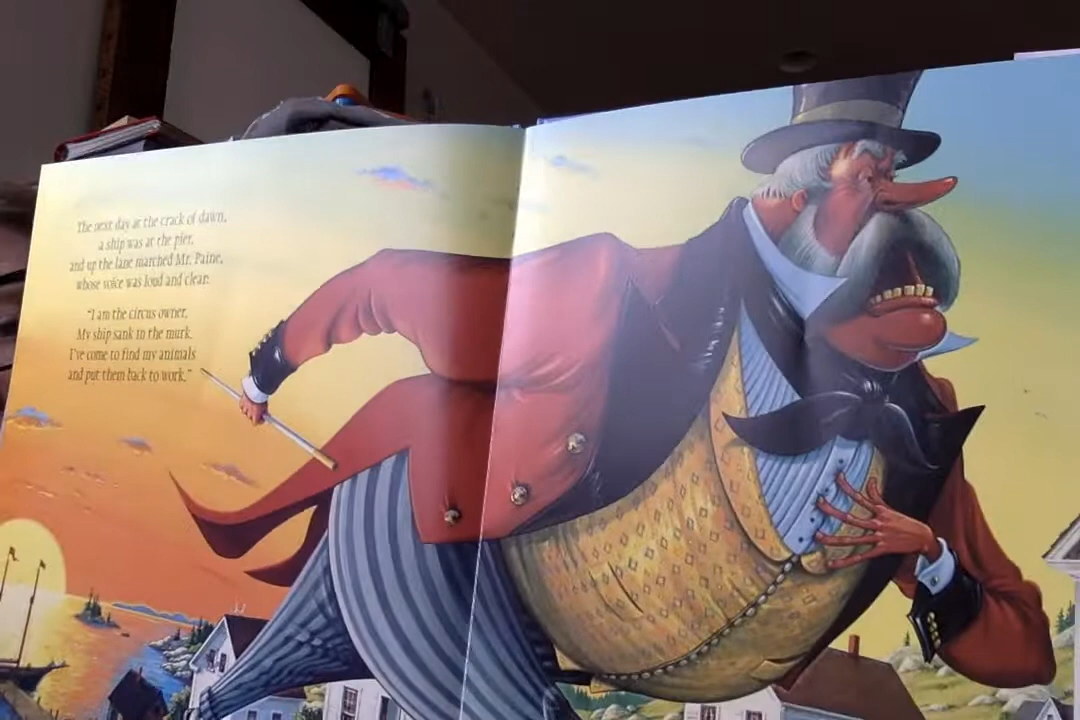 The next day at the crack of dawn,
a ship was at the pier,
and up the lane marched Mr. Paine,
whose voice was loud and clear:
"I am the circus owner.
My ship sank in the murk.
I've come to find my animals
and put them back to work."